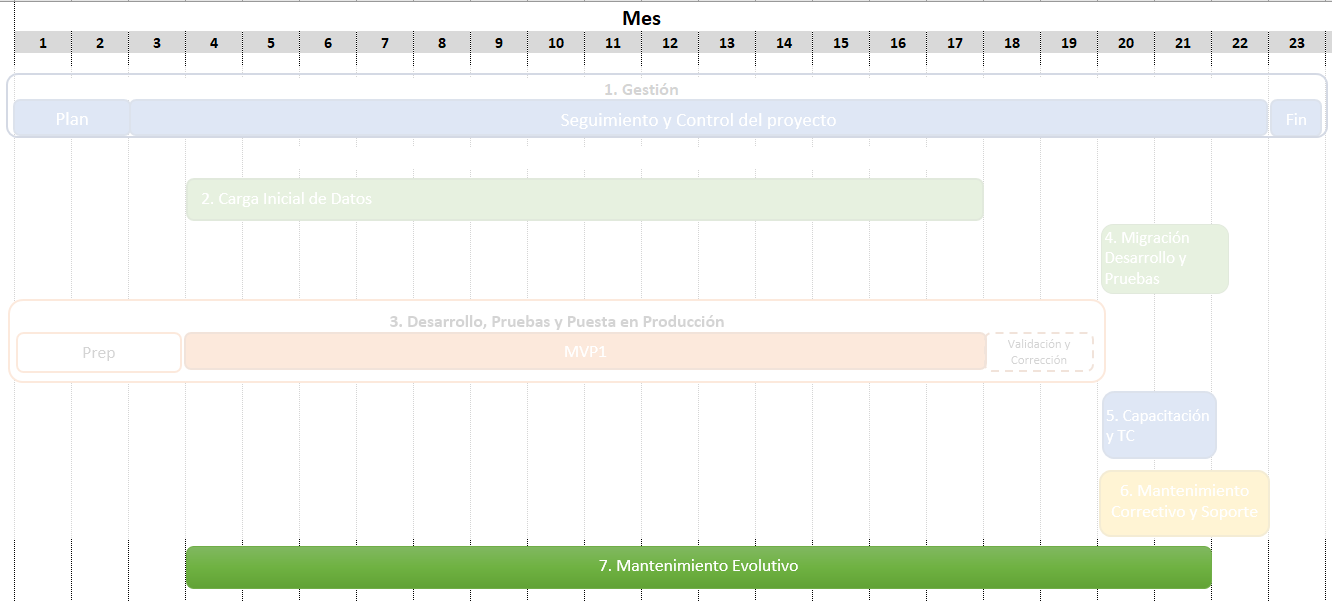 Mes
1 2 3 4 5 6 7 8 9 10 11 12 13 14 15 16 17 18 19 20 21 22 23
1. Gestión
Plan
Seguimiento y Control del proyecto
Fin
2. Carga Inicial de Datos
4. Migración
Desarrollo y
Pruebas
3. Desarrollo, Pruebas y Puesta en Producción
Prep
MVP1
Validación y
Corrección
5. Capacitación
y TC
6. Mantenimiento
Correctivo y Soporte
7. Mantenimiento Evolutivo